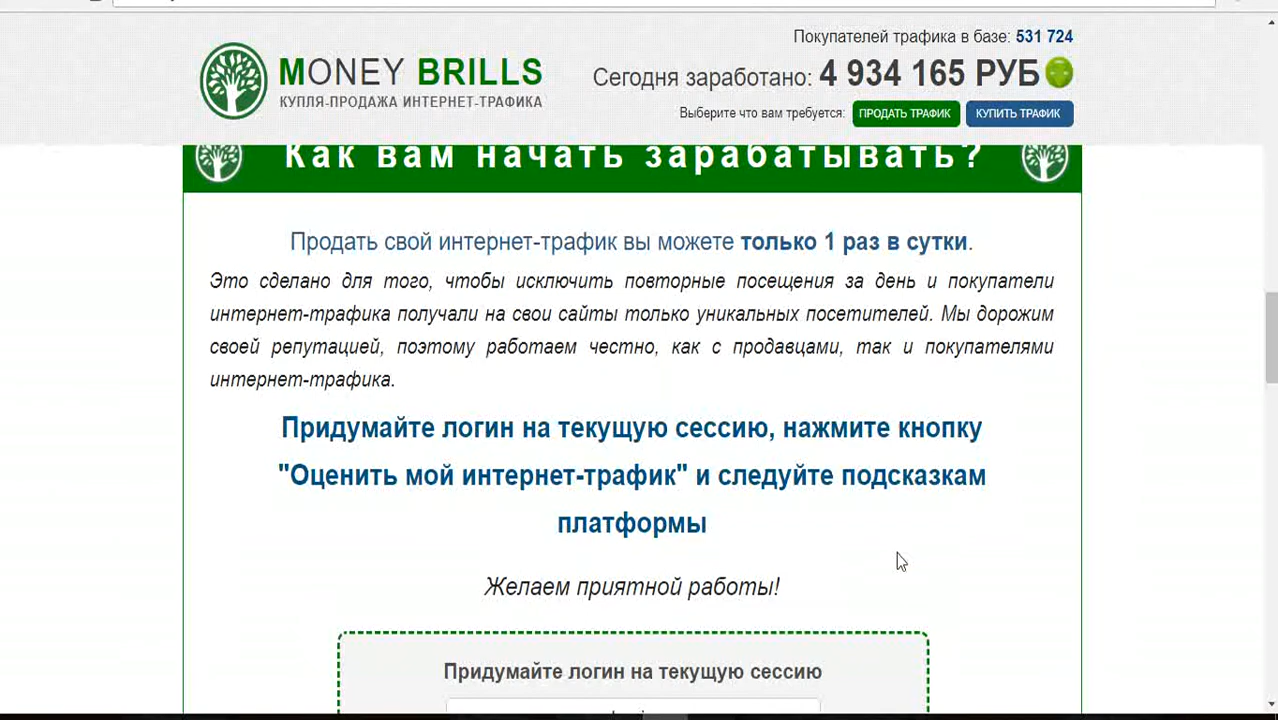 Покупателей трафика в базе: 531 724
MONEY BRILLS
КУПЛЯ-ПРОДАЖА ИНТЕРНЕТ-ТРАФИКА
Сегодня заработано: 4 934 165 РУБ
Выберите что вам требуется: ПРОДАТЬ ТРАФИК КУПИТЬ ТРАФИК
Как вам начать зарабатывать?
Продать свой интернет-трафик вы можете только 1 раз в сутки.
Это сделано для того, чтобы исключить повторные посещения за день и покупатели
интернет-трафика получали на свои сайты только уникальных посетителей. Мы дорожим
своей репутацией, поэтому работаем честно, как с продавцами, так и покупателями
интернет-трафика.
Придумайте логин на текущую сессию, нажмите кнопку
"Оценить мой интернет-трафик" и следуйте подсказкам
платформы
Желаем приятной работы!
Придумайте логин на текущую сессию